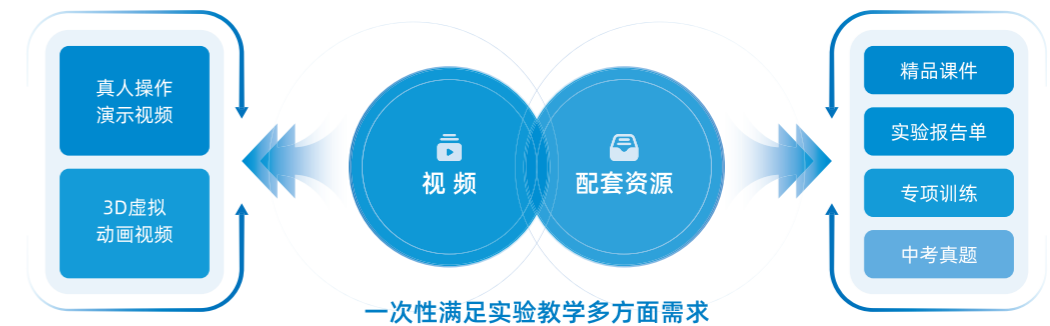 真人操作
演示视频
3D虚拟
动画视频
视 频
配套资源
精品课件
实验报告单
专项训练
中考真题
一次性满足实验教学多方面需求